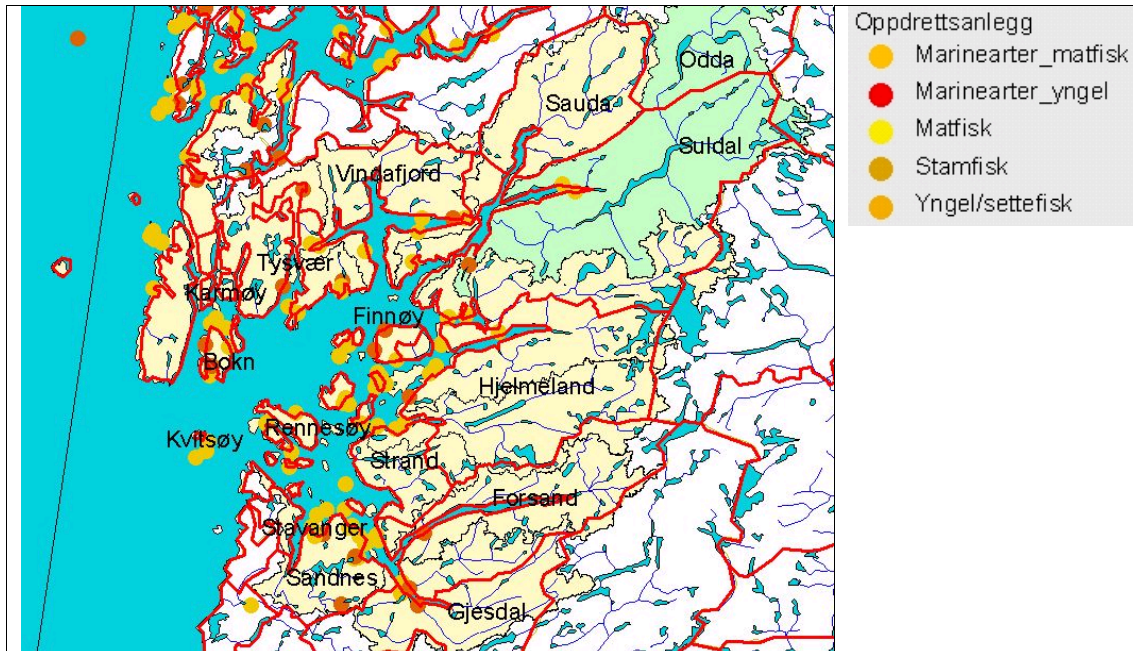 Odda
Sauda
Suldal
Vindafjord
Tysvær
Karmøy
Finnøy
Bokn
Hjelmeland
Rennesøy
Kvitsøy
Strand
Forsand
Stavanger
Sandnes
Gjesdal
Oppdrettsanlegg
Marinearter_matfisk
Marinearter_yngel
Matfisk
Stamfisk
Yngel/settefisk